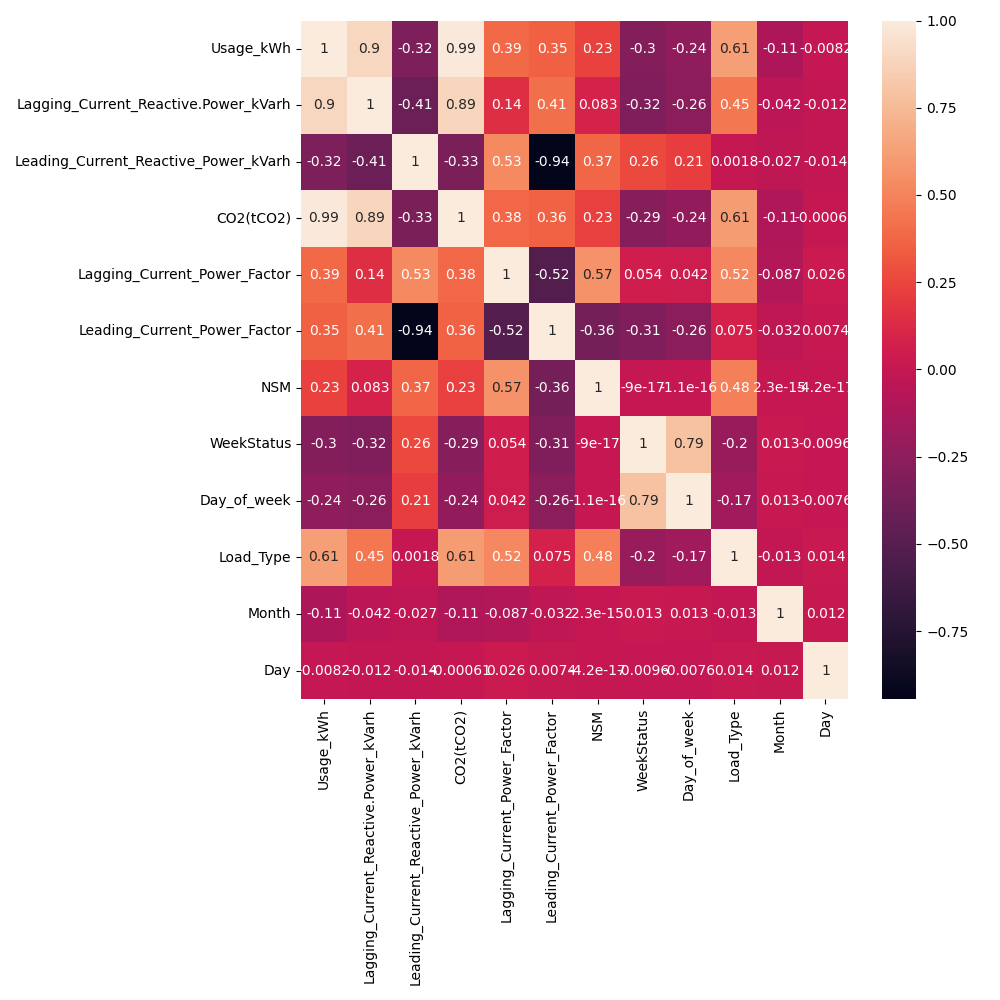 Usage_kWh 1 0.9 -0.32 0.99 0.39 0.35 0.23 -0.3 -0.24 0.61 -0.11 -0.0082
Lagging_Current_Reactive.Power_kVarh 0.9 1 -0.41 0.89 0.14 0.41 0.083 -0.32 -0.26 0.45 -0.042 -0.012
Leading_Current_Reactive_Power_kVarh -0.32 -0.41 1 -0.33 0.53 -0.94 0.37 0.26 0.21 0.0018 -0.027 -0.014
CO2(tCO2) 0.99 0.89 -0.33 1 0.38 0.36 0.23 -0.29 -0.24 0.61 -0.11
Lagging_Current_Power_Factor 0.39 0.14 0.53 0.38 1 -0.52 0.57 0.054 0.042 0.52 -0.087 0.026
Leading_Current_Power_Factor 0.35 0.41 -0.94 0.36 -0.52 1 -0.36 -0.31 -0.26 0.075 -0.032 0.0074
NSM 0.23 0.083 0.37 0.23 0.57 -0.36 1 -9e-17 -1.1e-16 0.48
WeekStatus -0.3 -0.32 0.26 -0.29 0.054 -0.31 -9e-17 1 0.79 -0.2 0.013 -0.0096
Day_of_week -0.24 -0.26 0.21 -0.24 0.042 -0.26 -1.1e-16 0.79 1 -0.17 0.013 -0.0076
Load_Type 0.61 0.45 0.0018 0.61 0.52 0.075 0.48 -0.2 -0.17 1 -0.013 0.014
Month -0.11 -0.042 -0.027 -0.11 -0.087 -0.032 0.013 0.013 -0.013 1 0.012
Day -0.0082 -0.012 -0.014 -0.00061 0.026 0.0074 -4.2e-17 -0.0096 -0.0076 0.014 0.012 1
Usage_kWh
Lagging_Current_Reactive.Power_kVarh
Leading_Current_Reactive_Power_kVarh
CO2(tCO2)
Lagging_Current_Power_Factor
Leading_Current_Power_Factor
NSM
WeekStatus
Day_of_week
Load_Type
Month
Day
1.00
0.75
0.50
0.25
0.00
−0.25
−0.50
−0.75